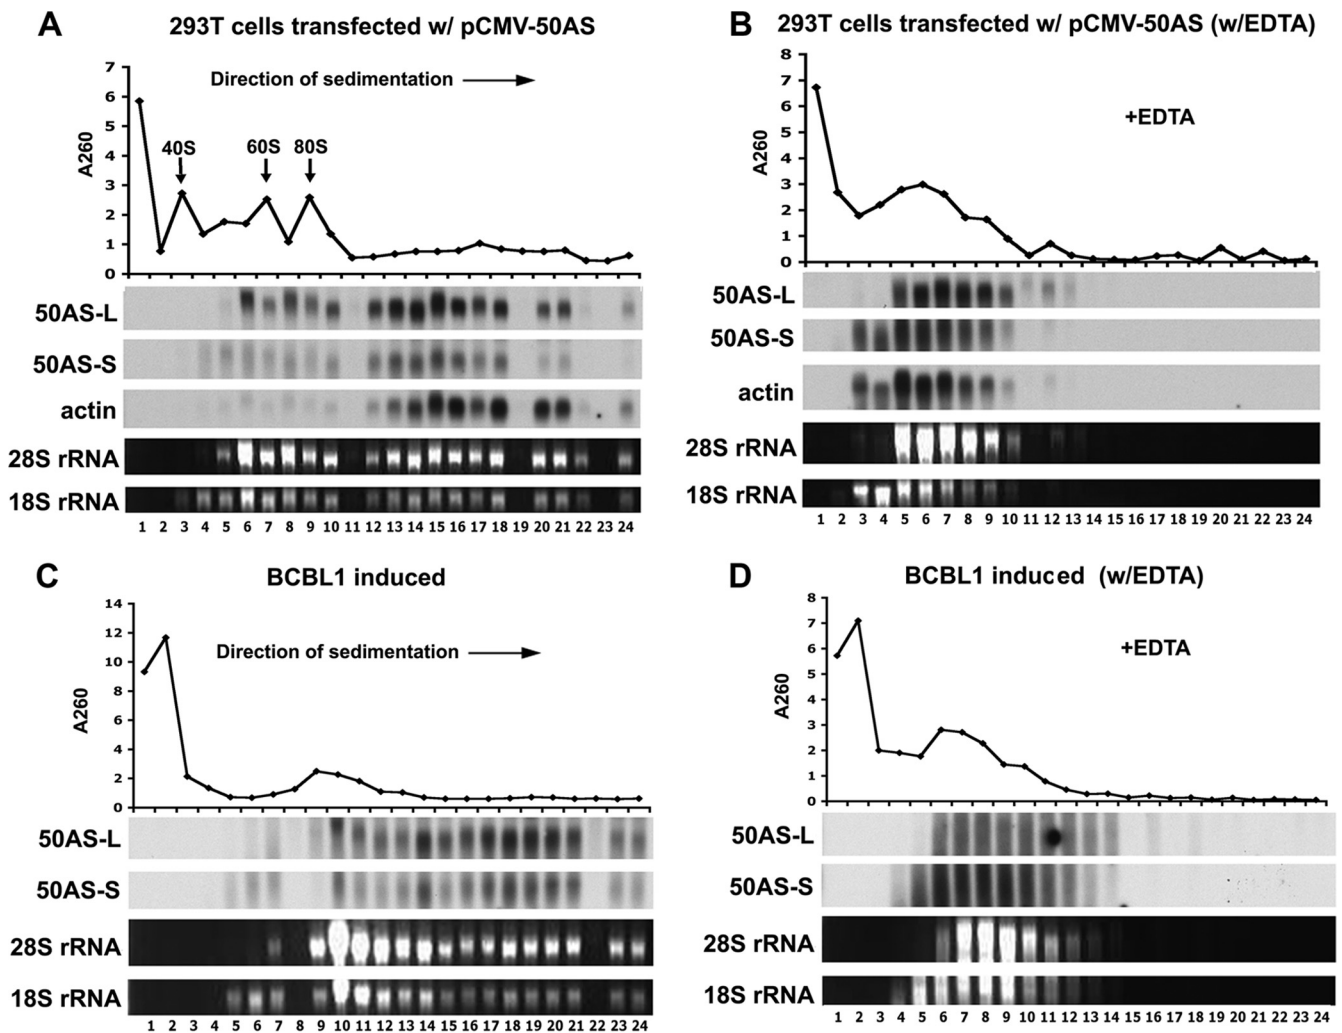 A 293T cells transfected w/ pCMV-50AS
7
6
5
4
3
2
1
0
A260
Direction of sedimentation
40S 60S 80S
50AS-L
50AS-S
actin
28S rRNA
18S rRNA
1 2 3 4 5 6 7 8 9 10 11 12 13 14 15 16 17 18 19 20 21 22 23 24
B 293T cells transfected w/ pCMV-50AS (w/EDTA)
8
7
6
5
4
3
2
1
0
A260
+EDTA
50AS-L
50AS-S
actin
28S rRNA
18S rRNA
1 2 3 4 5 6 7 8 9 10 11 12 13 14 15 16 17 18 19 20 21 22 23 24
C BCBL1 induced
14
12
10
8
6
4
2
0
A260
Direction of sedimentation
50AS-L
50AS-S
28S rRNA
18S rRNA
1 2 3 4 5 6 7 8 9 10 11 12 13 14 15 16 17 18 19 20 21 22 23 24
D BCBL1 induced (w/EDTA)
8
7
6
5
4
3
2
1
0
A260
+EDTA
50AS-L
50AS-S
28S rRNA
18S rRNA
1 2 3 4 5 6 7 8 9 10 11 12 13 14 15 16 17 18 19 20 21 22 23 24